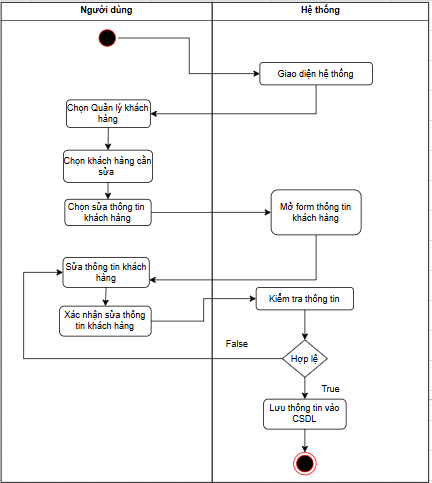 Người dùng
Hệ thống
Giao diện hệ thống
Chọn Quản lý khách
hàng
Chọn khách hàng cần
sửa
Chọn sửa thông tin
khách hàng
Mở form thông tin
khách hàng
Sửa thông tin khách
hàng
Xác nhận sửa thông
tin khách hàng
Kiểm tra thông tin
False
Hợp lệ
True
Lưu thông tin vào
CSDL